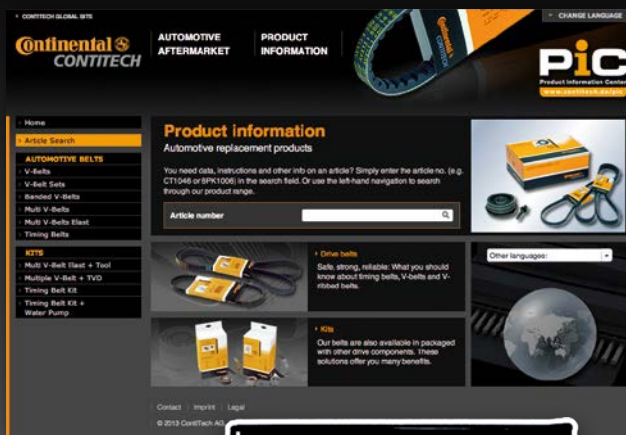 CONTITECH GLOBAL SITE
CHANGE LANGUAGE
Continental
CONTITECH
AUTOMOTIVE
AFTERMARKET
PRODUCT
INFORMATION
PiC
Product Information Center
www.contitech.de/pic
Home
Article Search
AUTOMOTIVE BELTS
V-Belts
V-Belt Sets
Banded V-Belts
Multi V-Belts
Multi V-Belts Elast
Timing Belts
KITS
Multi V-Belt Elast + Tool
Multiple V-Belt + TVD
Timing Belt Kit
Timing Belt Kit +
Water Pump
Product information
Automotive replacement products
You need data, instructions and other info on an article? Simply enter the article no. (e.g.
CT1046 or 6PK1006) in the search field. Or use the left-hand navigation to search
through our product range.
Article number
Drive belts
Safe, strong, reliable: What you should
know about timing belts, V-belts and V-
ribbed belts.
Other languages:
Kits
Our belts are also available in packaged
with other drive components. These
solutions offer you many benefits.
Contact | Imprint | Legal
© 2013 ContiTech AG